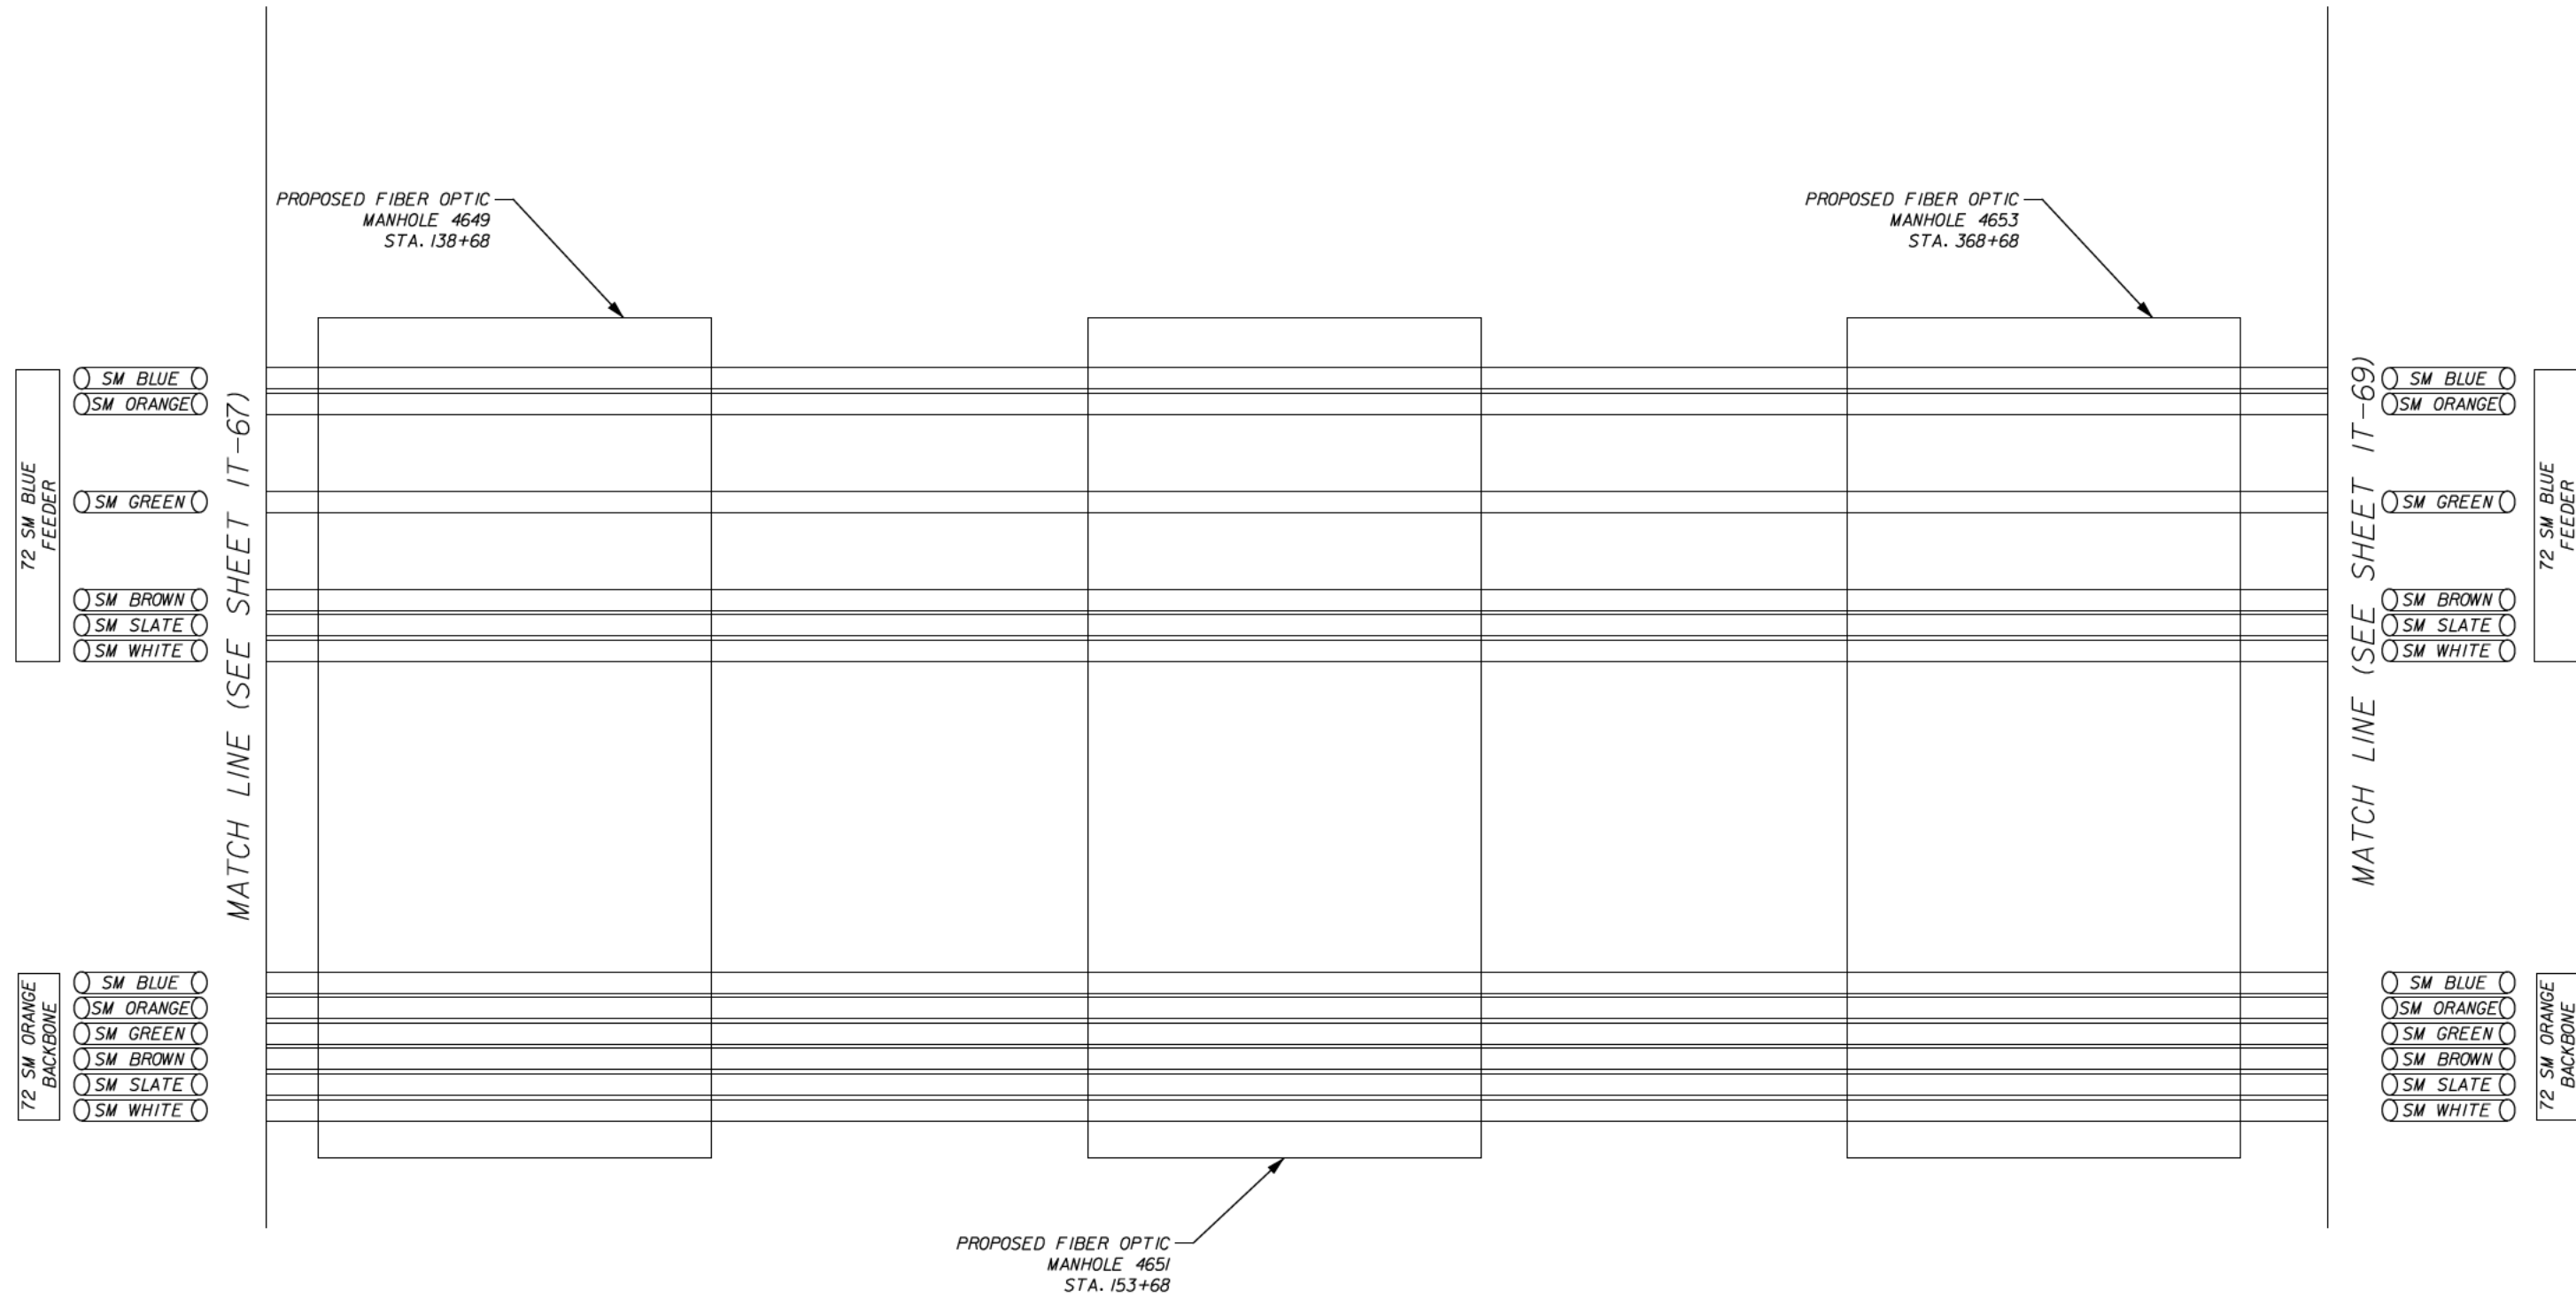 PROPOSED FIBER OPTIC
MANHOLE 4649
STA. 138+68
PROPOSED FIBER OPTIC
MANHOLE 4653
STA. 368+68
72 SM BLUE
FEEDER
SM BLUE
SM ORANGE
SM GREEN
SM BROWN
SM SLATE
SM WHITE
72 SM ORANGE
BACKBONE
SM BLUE
SM ORANGE
SM GREEN
SM BROWN
SM SLATE
SM WHITE
MATCH LINE (SEE SHEET IT-67)
MATCH LINE (SEE SHEET IT-69)
SM BLUE
SM ORANGE
SM GREEN
SM BROWN
SM SLATE
SM WHITE
72 SM BLUE
FEEDER
SM BLUE
SM ORANGE
SM GREEN
SM BROWN
SM SLATE
SM WHITE
72 SM ORANGE
BACKBONE
PROPOSED FIBER OPTIC
MANHOLE 4651
STA. 153+68